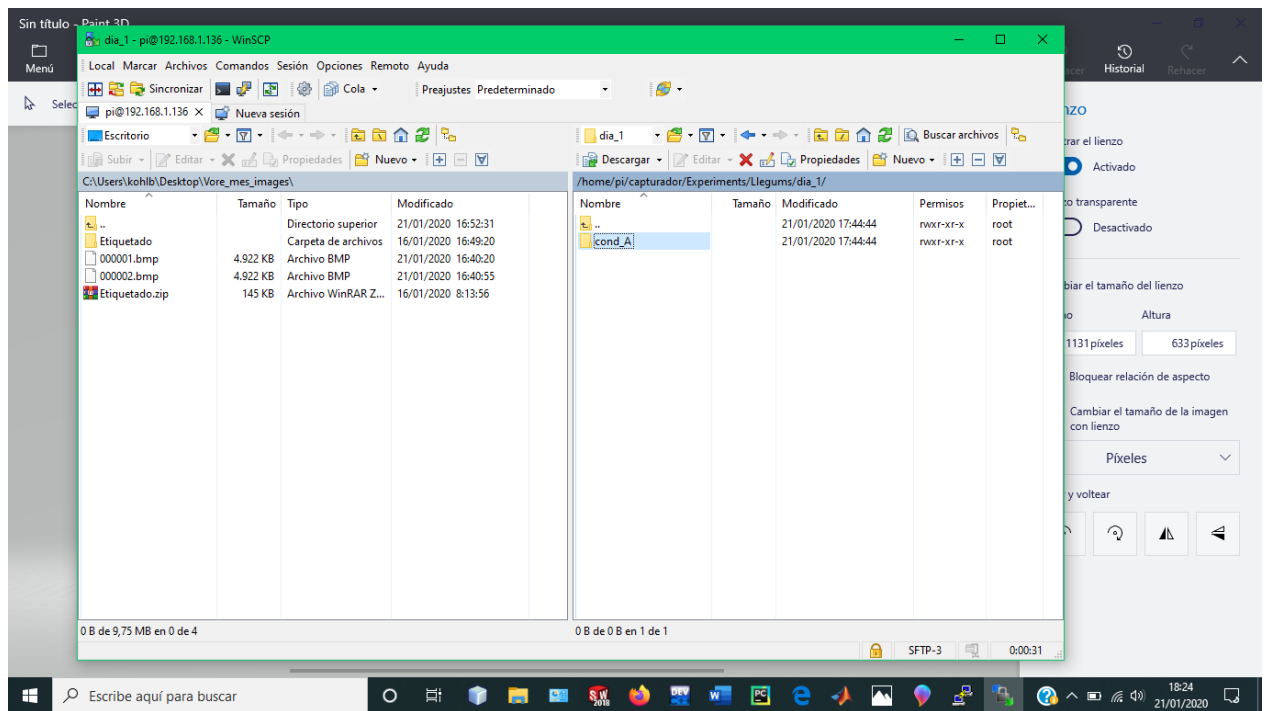 Sin título - Paint 3D
Menú
Selec
Historial
Rehacer
dia_1 - pi@192.168.1.136 - WinSCP
Local Marcar Archivos Comandos Sesión Opciones Remoto Ayuda
Sincronizar Cola Preajustes Predeterminado
pi@192.168.1.136 Nueva sesión
Escritorio
Subir Editar Propiedades Nuevo
C:\Users\kohlb\Desktop\Vore_mes_images\
Nombre Tamaño Tipo Modificado
.. Directorio superior 21/01/2020 16:52:31
Etiquetado Carpeta de archivos 16/01/2020 16:49:20
000001.bmp 4.922 KB Archivo BMP 21/01/2020 16:40:20
000002.bmp 4.922 KB Archivo BMP 21/01/2020 16:40:55
Etiquetado.zip 145 KB Archivo WinRAR Z... 16/01/2020 8:13:56
0 B de 9,75 MB en 0 de 4
dia_1 Buscar archivos
Descargar Editar Propiedades Nuevo
/home/pi/capturador/Experiments/Llegums/dia_1/
Nombre Tamaño Modificado Permisos Propiet...
.. 21/01/2020 17:44:44 rwxr-xr-x root
cond_A 21/01/2020 17:44:44 rwxr-xr-x root
0 B de 0 B en 1 de 1
SFTP-3 0:00:31
nzo
trar el lienzo
Activado
zo transparente
Desactivado
biar el tamaño del lienzo
Altura
1131 píxeles 633 píxeles
Bloquear relación de aspecto
Cambiar el tamaño de la imagen
con lienzo
Píxeles
y voltear
Escribe aquí para buscar
S.W. 2018
DEV
W
PC
18:24
21/01/2020